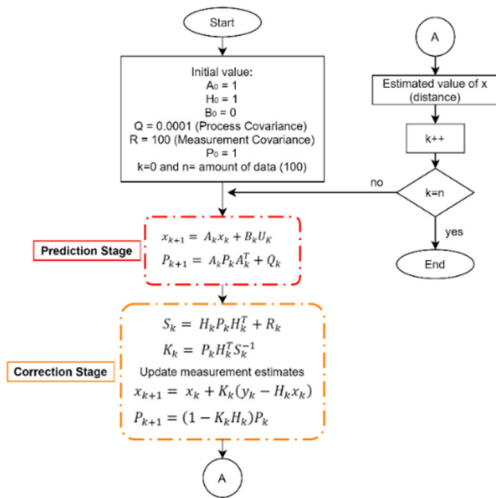 Start
Initial value:
A₀ = 1
H₀ = 1
B₀ = 0
Q = 0.0001 (Process Covariance)
R = 100 (Measurement Covariance)
P₀ = 1
k=0 and n= amount of data (100)
Prediction Stage
x_{k+1} = A_k x_k + B_k U_K
P_{k+1} = A_k P_k A_k^T + Q_k
Correction Stage
S_k = H_k P_k H_k^T + R_k
K_k = P_k H_k^T S_k^{-1}
Update measurement estimates
x_{k+1} = x_k + K_k(y_k − H_k x_k)
P_{k+1} = (1 − K_k H_k)P_k
A
A
Estimated value of x
(distance)
k++
k=n
no
yes
End